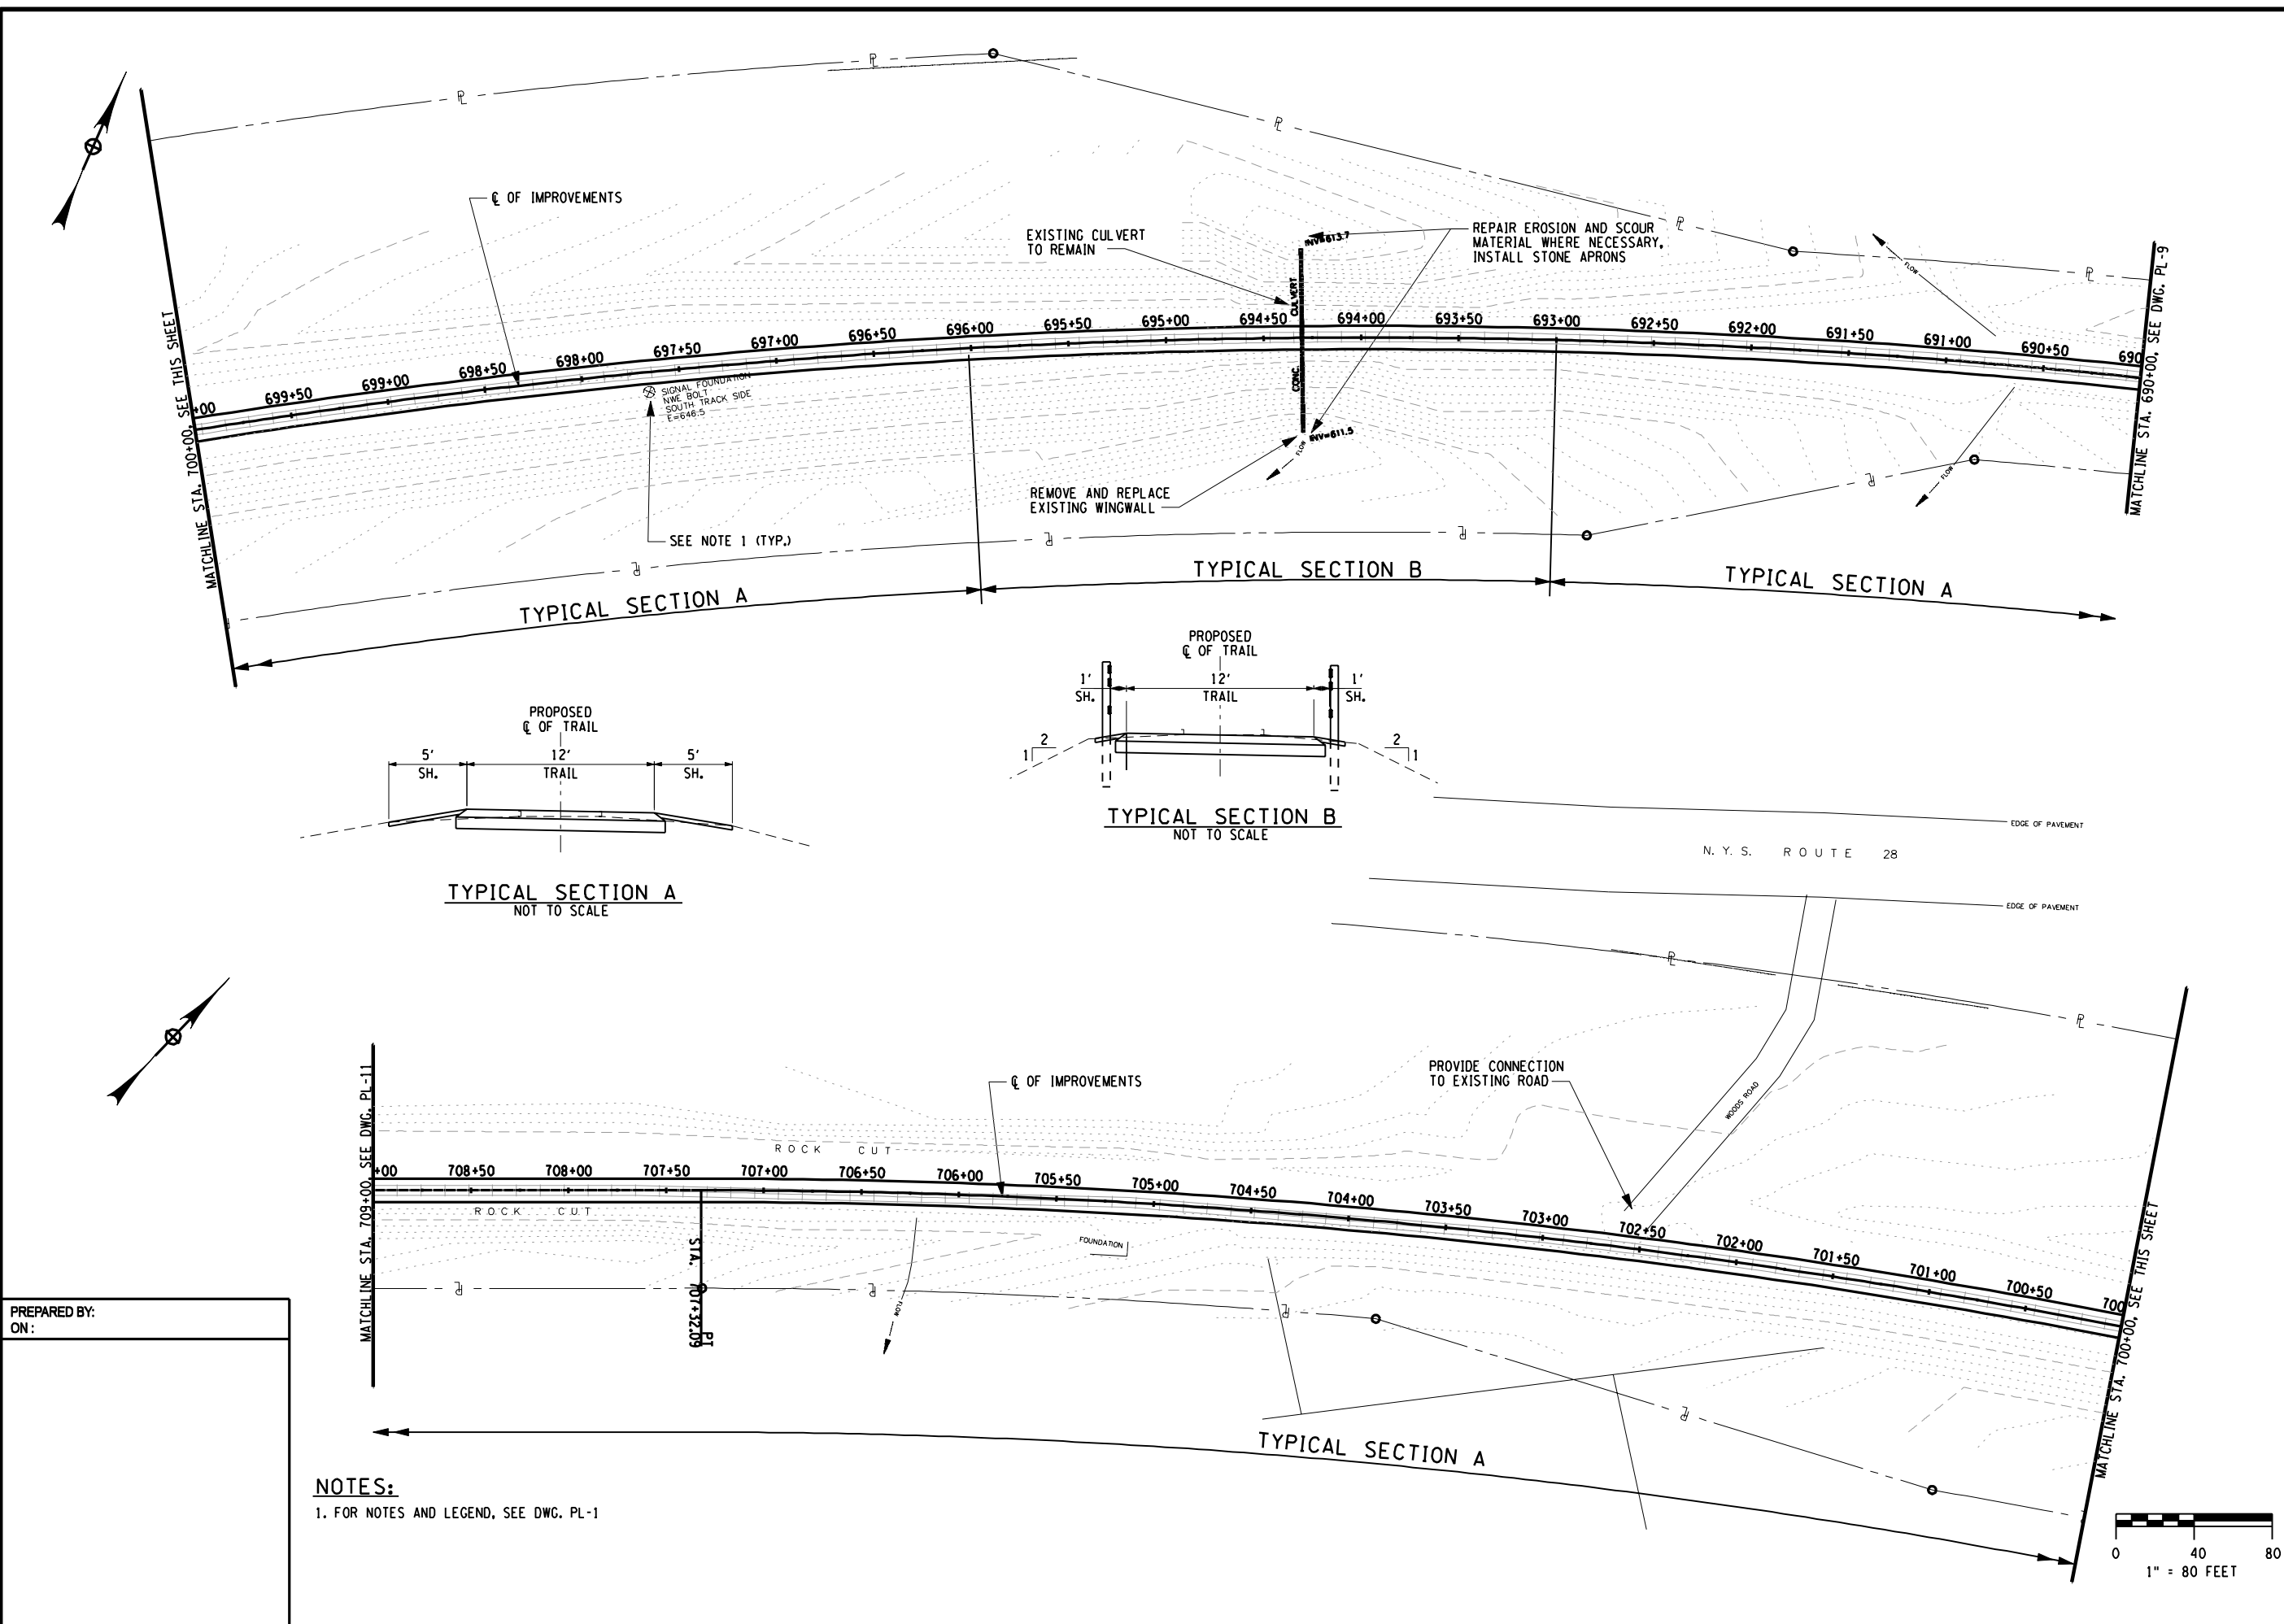 ℄ OF IMPROVEMENTS
EXISTING CULVERT
TO REMAIN
INV=613.7
REPAIR EROSION AND SCOUR
MATERIAL WHERE NECESSARY,
INSTALL STONE APRONS
FLOW
CULVERT
CONC.
MATCHLINE STA. 700+00, SEE THIS SHEET
+00
699+50
699+00
698+50
698+00
697+50
697+00
696+50
696+00
695+50
695+00
694+50
694+00
693+50
693+00
692+50
692+00
691+50
691+00
690+50
690
MATCHLINE STA. 690+00, SEE DWG. PL-9
SIGNAL FOUNDATION
NWE BOLT
SOUTH TRACK SIDE
E=646.5
INV=611.5
FLOW
FLOW
REMOVE AND REPLACE
EXISTING WINGWALL
SEE NOTE 1 (TYP.)
TYPICAL SECTION A
TYPICAL SECTION B
TYPICAL SECTION A
PROPOSED
℄ OF TRAIL
5'
SH.
12'
TRAIL
5'
SH.
TYPICAL SECTION A
NOT TO SCALE
PROPOSED
℄ OF TRAIL
1'
SH.
12'
TRAIL
1'
SH.
2
1
2
1
TYPICAL SECTION B
NOT TO SCALE
EDGE OF PAVEMENT
N.Y.S. ROUTE 28
EDGE OF PAVEMENT
℄ OF IMPROVEMENTS
PROVIDE CONNECTION
TO EXISTING ROAD
WOODS ROAD
ROCK CUT
MATCHLINE STA. 709+00, SEE DWG. PL-11
+00
708+50
708+00
707+50
707+00
706+50
706+00
705+50
705+00
704+50
704+00
703+50
703+00
702+50
702+00
701+50
701+00
700+50
700
MATCHLINE STA. 700+00, SEE THIS SHEET
ROCK CUT
FOUNDATION
STA. 707+32.09
PT
FLOW
TYPICAL SECTION A
PREPARED BY:
ON:
NOTES:
1. FOR NOTES AND LEGEND, SEE DWG. PL-1
0 40 80
1" = 80 FEET